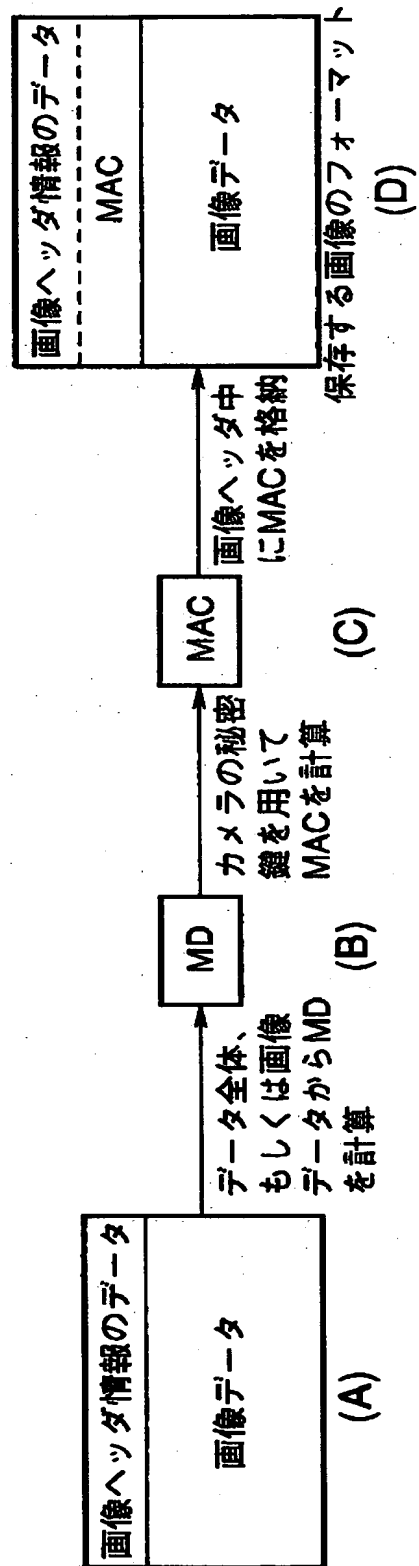 画像ヘッダ情報のデータ
画像データ
(A)
データ全体、
もしくは画像
データからMD
を計算
MD
(B)
カメラの秘密
鍵を用いて
MACを計算
MAC
(C)
画像ヘッダ中
にMACを格納
画像ヘッダ情報のデータ
MAC
画像データ
保存する画像のフォーマット
(D)